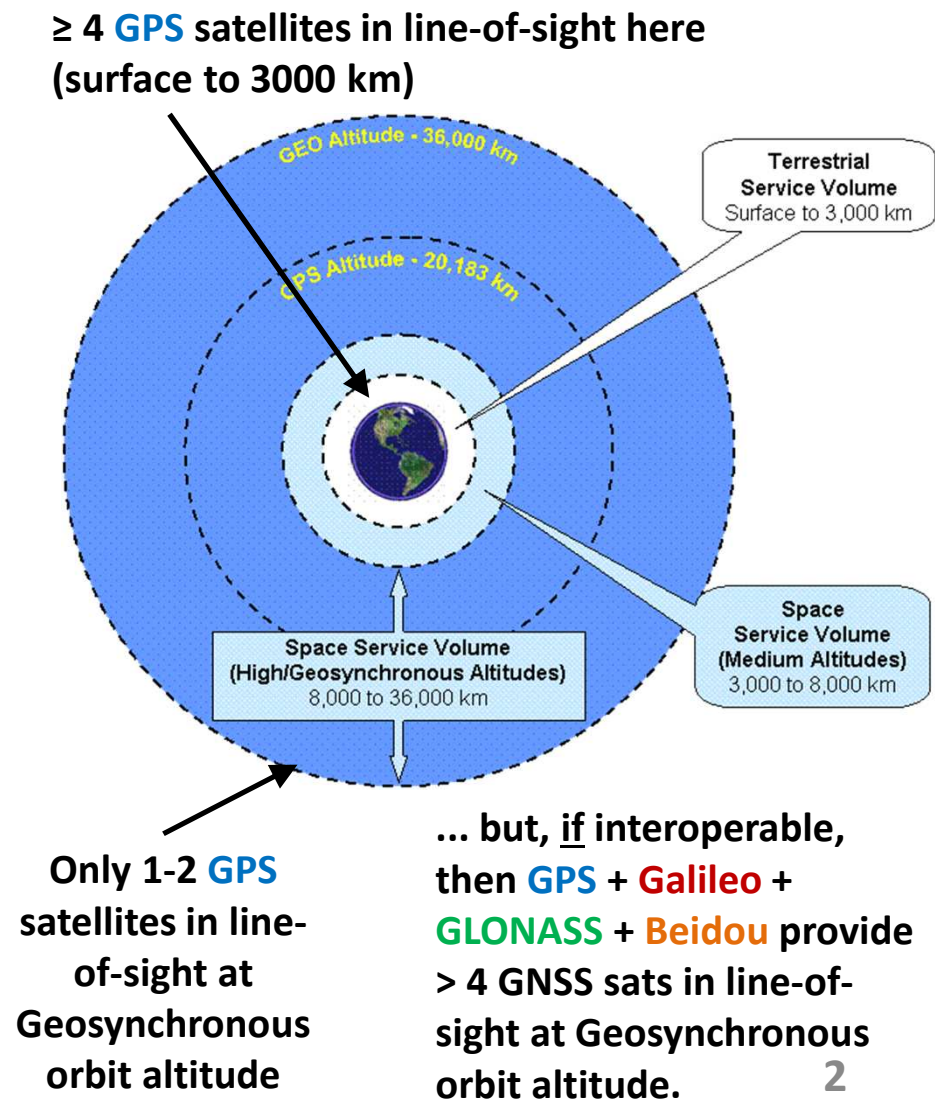 ≥ 4 GPS satellites in line-of-sight here
(surface to 3000 km)
GEO Altitude - 36,000 km
GPS Altitude - 20,183 km
Terrestrial
Service Volume
Surface to 3,000 km
Space
Service Volume
(Medium Altitudes)
3,000 to 8,000 km
Space Service Volume
(High/Geosynchronous Altitudes)
8,000 to 36,000 km
Only 1-2 GPS
satellites in line-
of-sight at
Geosynchronous
orbit altitude
... but, if interoperable,
then GPS + Galileo +
GLONASS + Beidou provide
> 4 GNSS sats in line-of-
sight at Geosynchronous
orbit altitude.
2